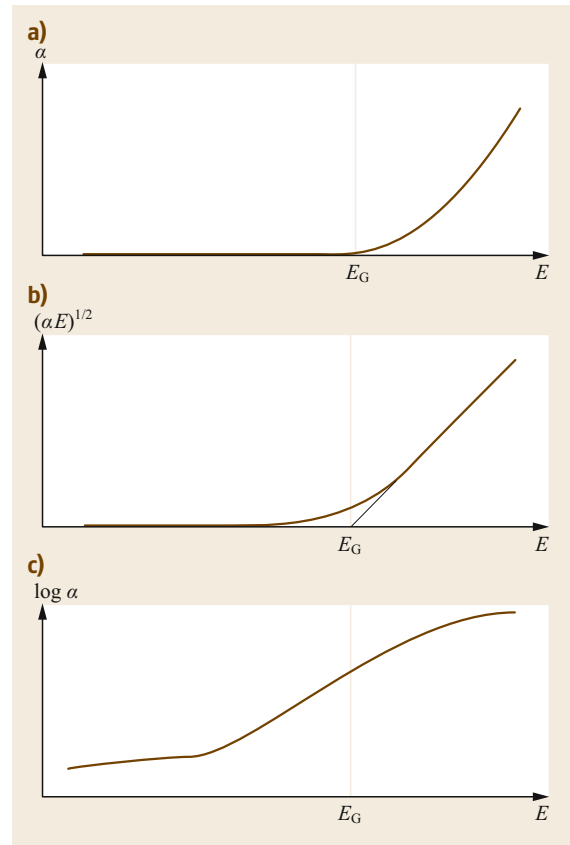 a)
α
E_G E
b)
(αE)^{1/2}
E_G E
c)
log α
E_G E